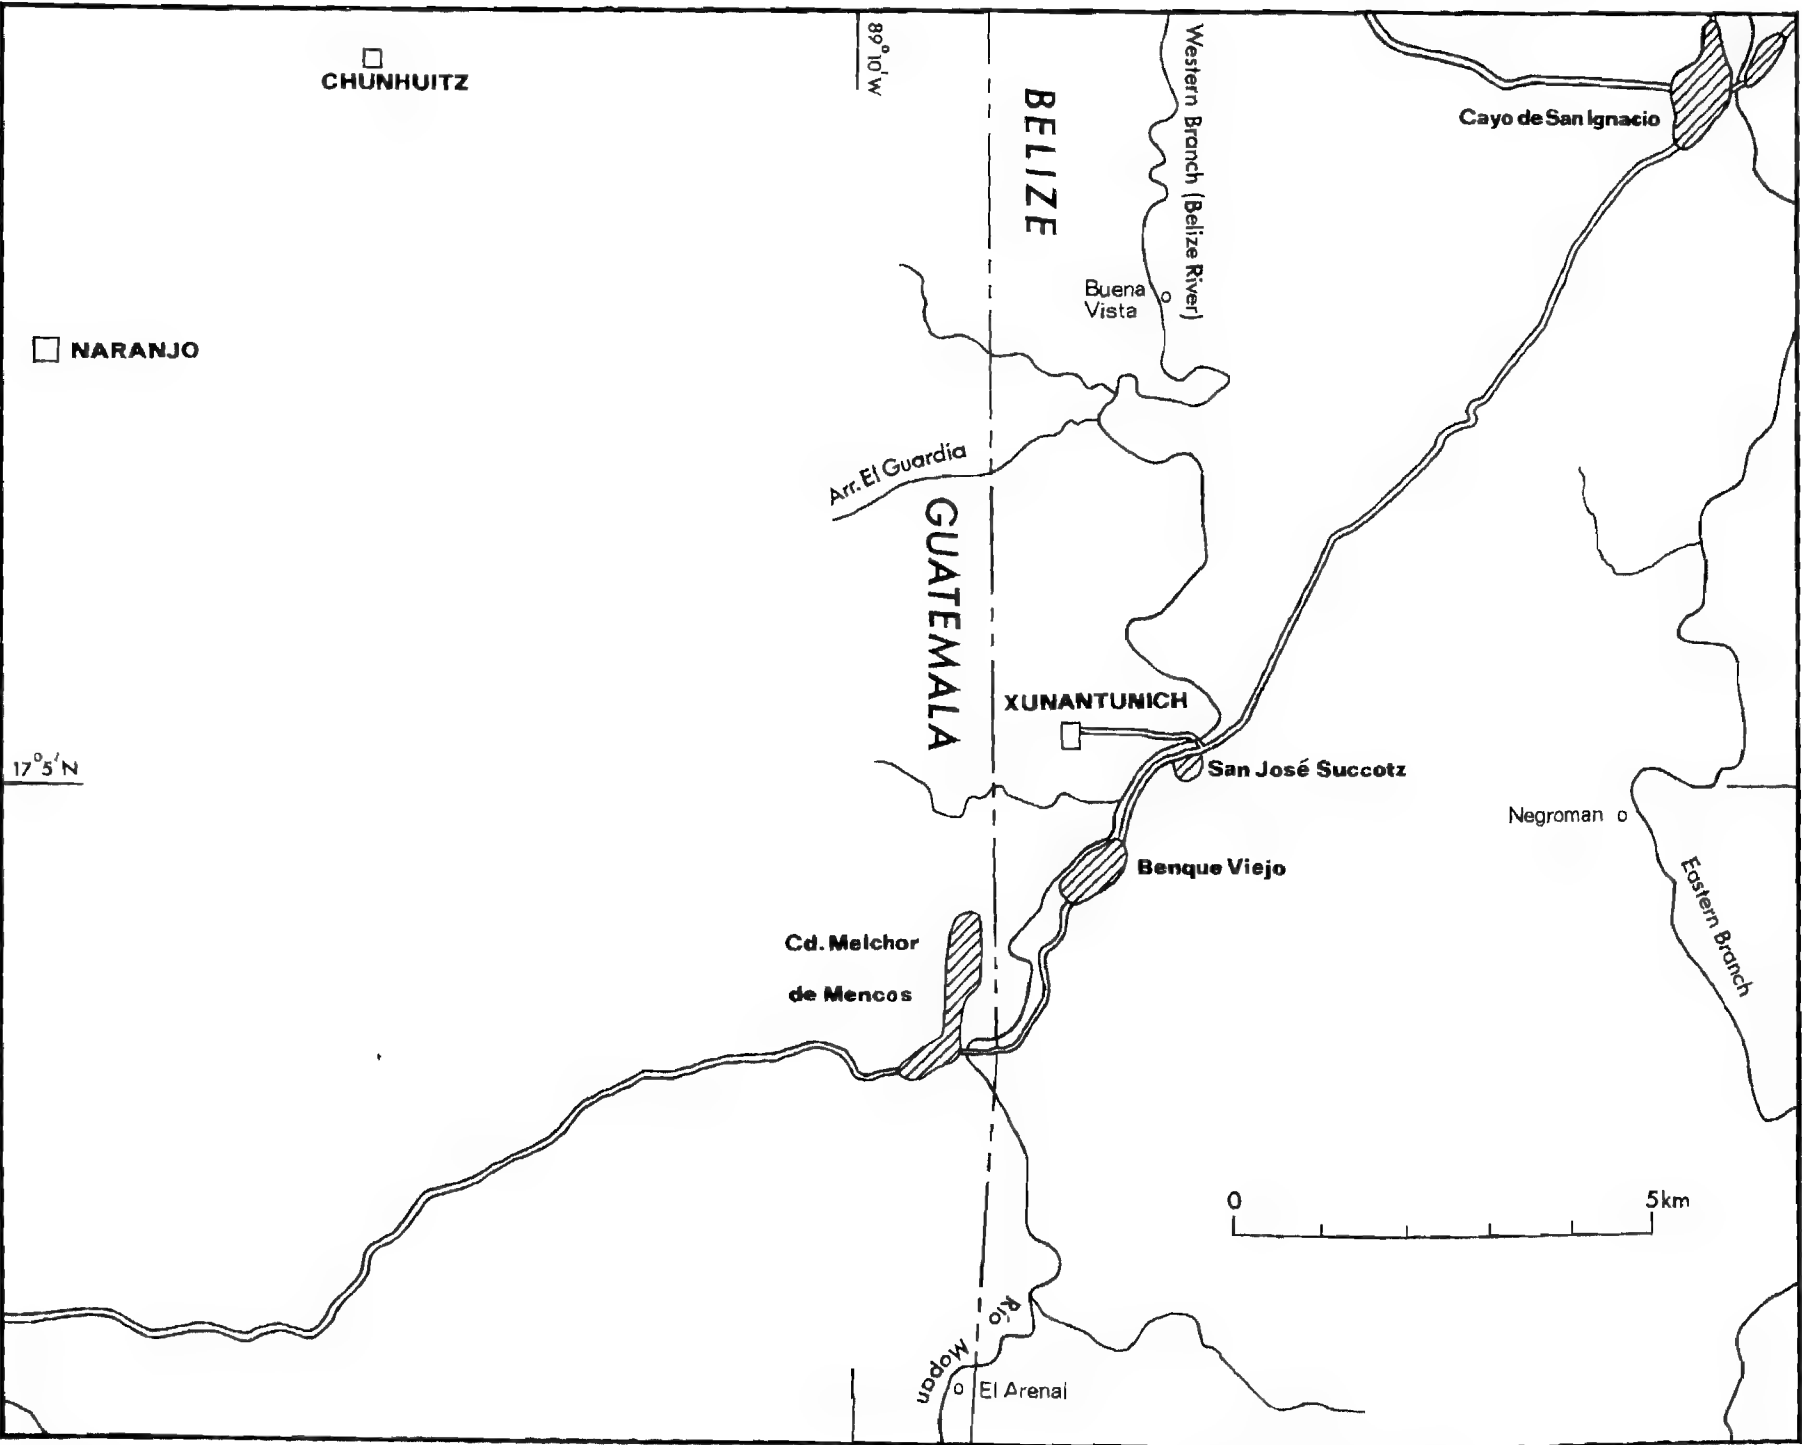 CHUNHUITZ
89°10'W
BELIZE
Western Branch (Belize River)
Cayo de San Ignacio
Buena
Vista
NARANJO
Arr. El Guardia
GUATEMALA
XUNANTUNICH
17°5'N
San José Succotz
Negroman
Benque Viejo
Eastern Branch
Cd. Melchor
de Mencos
0
5km
Río
Mopan
El Arenal